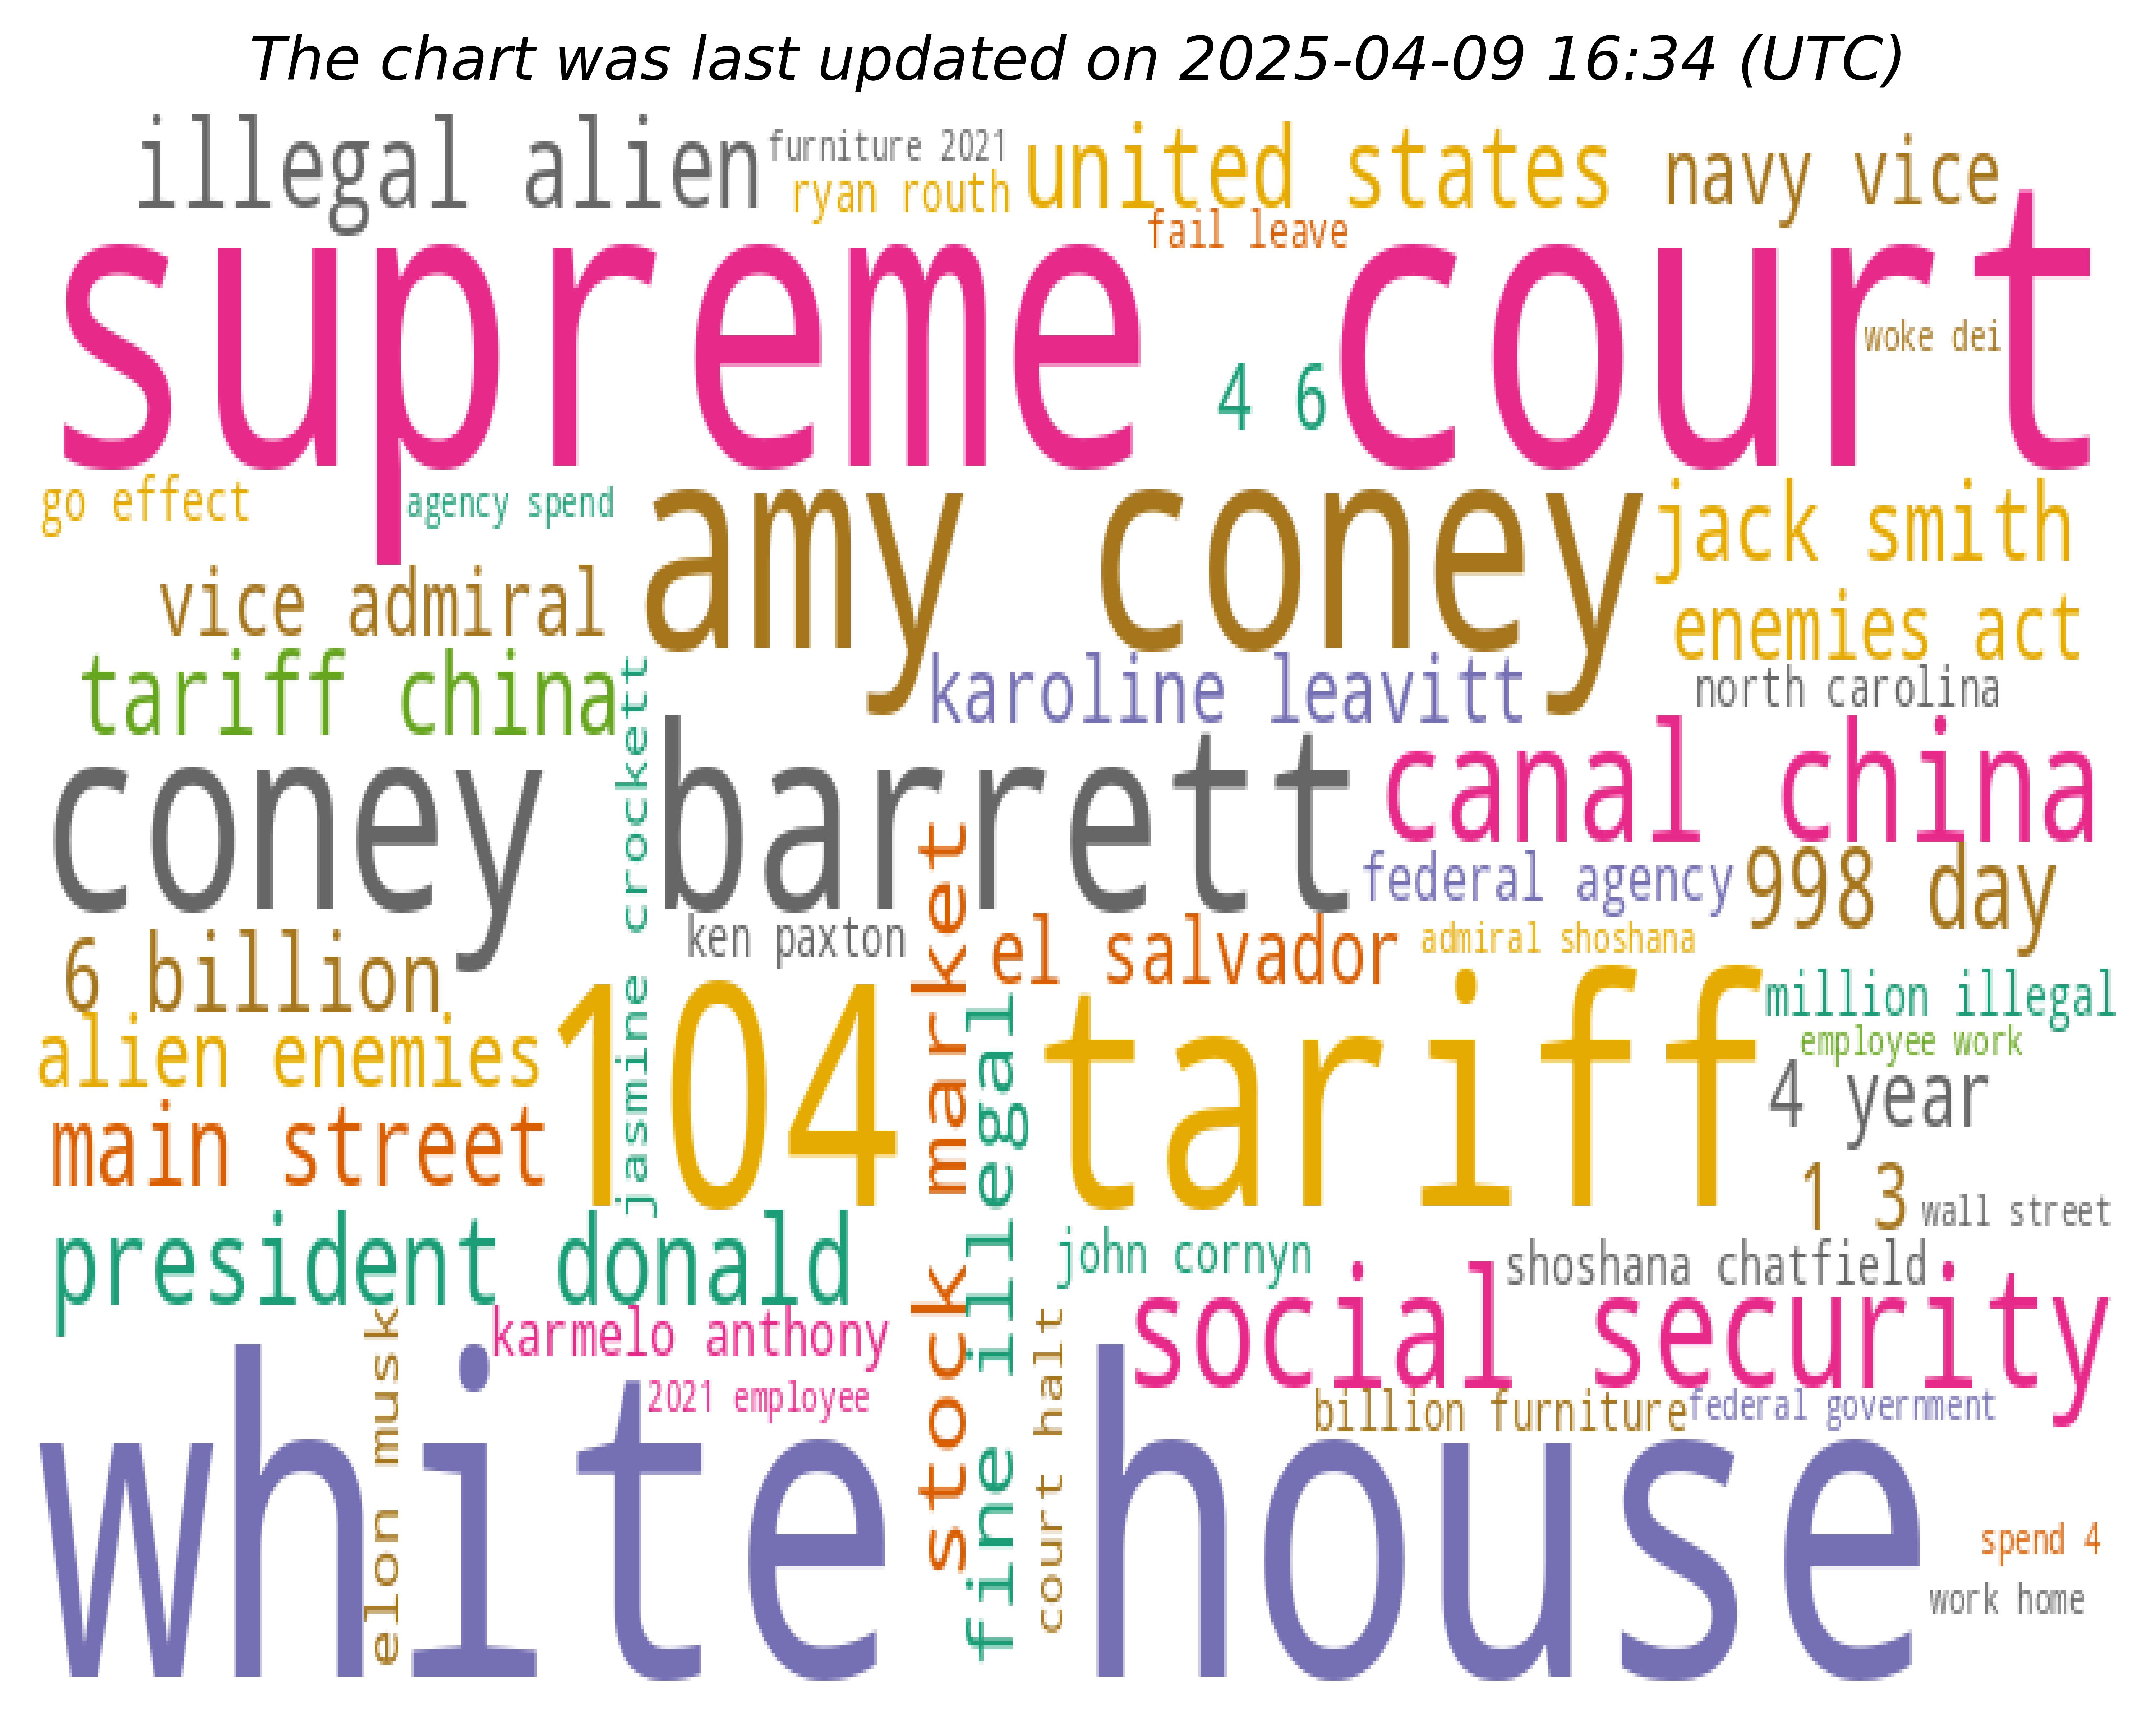 The chart was last updated on 2025-04-09 16:34 (UTC)
illegal alien
furniture 2021
ryan routh
united states
navy vice
fail leave
supreme court
woke dei
4 6
go effect
agency spend
amy coney
jack smith
vice admiral
enemies act
tariff china
karoline leavitt
north carolina
jasmine crockett
coney barrett
canal china
federal agency
998 day
ken paxton
stock market
el salvador
admiral shoshana
6 billion
million illegal
alien enemies
104 tariff
employee work
4 year
main street
fine illegal
1 3
wall street
president donald
john cornyn
shoshana chatfield
social security
karmelo anthony
elon musk
court halt
2021 employee
billion furniture
federal government
white house
spend 4
work home